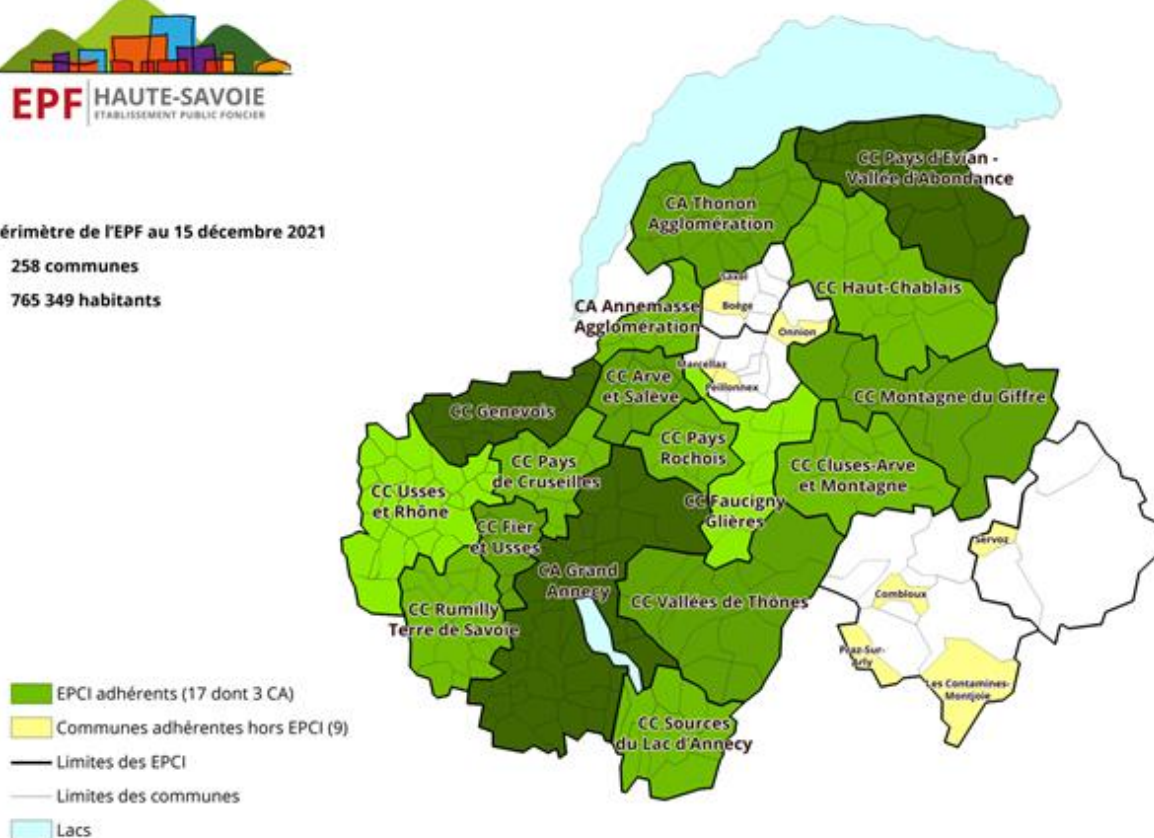 EPF HAUTE-SAVOIE
ETABLISSEMENT PUBLIC FONCIER
érimètre de l'EPF au 15 décembre 2021
258 communes
765 349 habitants
CC Pays d'Evian -
Vallée d'Abondance
CA Thonon
Agglomération
CC Haut-Chablais
Saxel
Boëge
Onnion
CA Annemasse
Agglomération
Marcellaz
Peillonnex
CC Arve
et Salève
CC Montagne du Giffre
CC Genevois
CC Pays
Rochois
CC Cluses-Arve
et Montagne
CC Pays
de Cruseilles
CC Usses
et Rhône
CC Faucigny
Glières
CC Fier
et Usses
Servoz
CA Grand
Annecy
CC Vallées de Thônes
Combloux
CC Rumilly
Terre de Savoie
Praz-Sur-
Arly
Les Contamines-
Montjoie
CC Sources
du Lac d'Annecy
EPCI adhérents (17 dont 3 CA)
Communes adhérentes hors EPCI (9)
Limites des EPCI
Limites des communes
Lacs